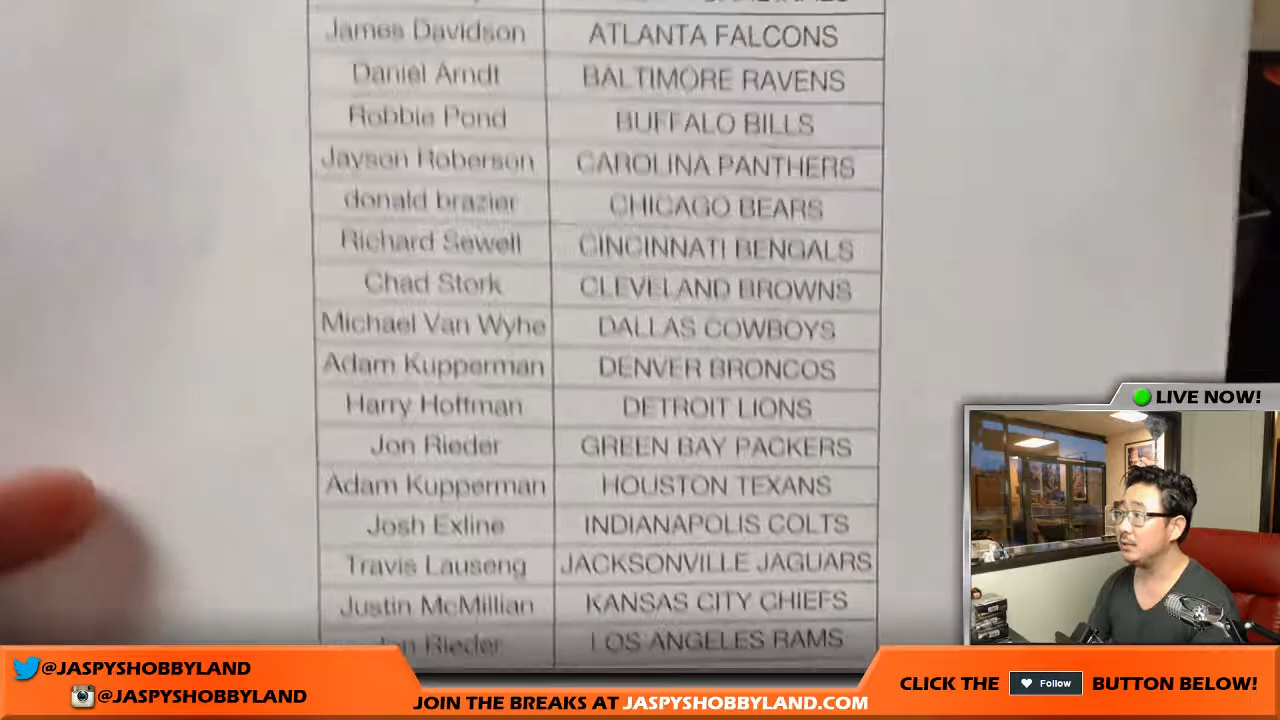 James Davidson ATLANTA FALCONS
Daniel Arndt BALTIMORE RAVENS
Robbie Pond BUFFALO BILLS
Jayson Roberson CAROLINA PANTHERS
donald brazier CHICAGO BEARS
Richard Sewell CINCINNATI BENGALS
Chad Stork CLEVELAND BROWNS
Michael Van Wyhe DALLAS COWBOYS
Adam Kupperman DENVER BRONCOS
Harry Hoffman DETROIT LIONS
Jon Rieder GREEN BAY PACKERS
Adam Kupperman HOUSTON TEXANS
Josh Exline INDIANAPOLIS COLTS
Travis Lauseng JACKSONVILLE JAGUARS
Justin McMillian KANSAS CITY CHIEFS
Jon Rieder LOS ANGELES RAMS
LIVE NOW!
@JASPYSHOBBYLAND
@JASPYSHOBBYLAND
JOIN THE BREAKS AT JASPYSHOBBYLAND.COM
CLICK THE Follow BUTTON BELOW!